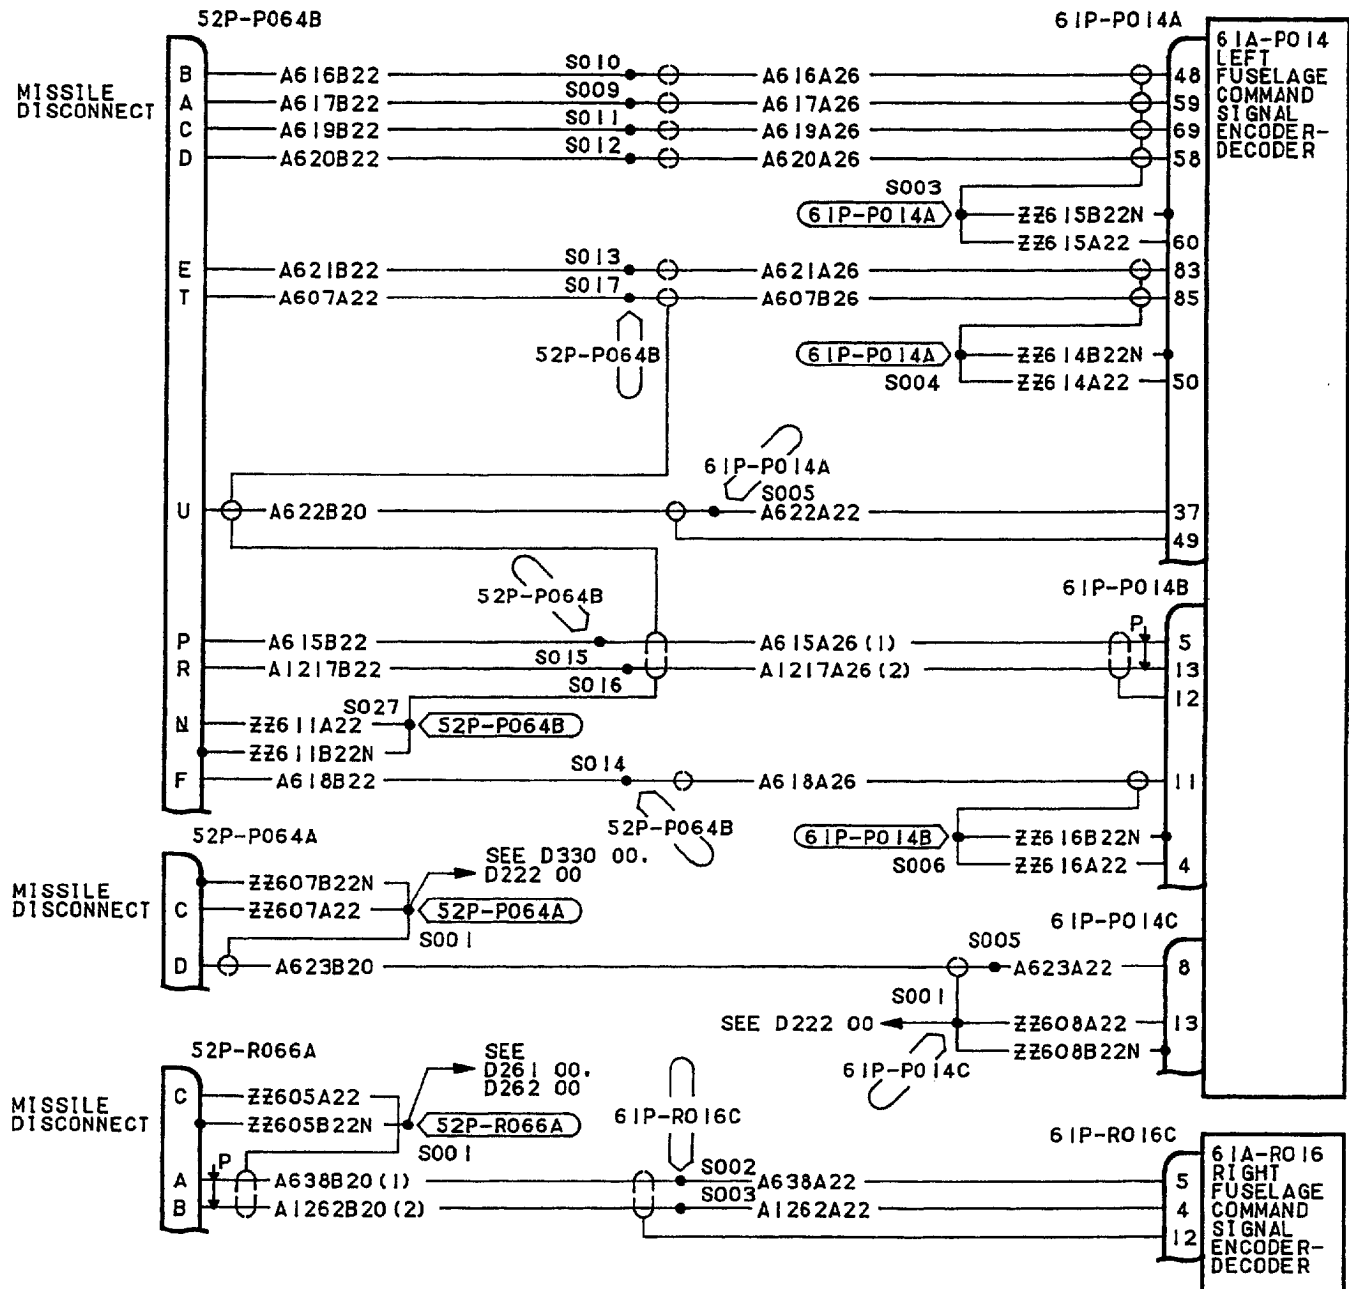 52P-P064B 61P-P014A
MISSILE
DISCONNECT
61A-P014
LEFT
FUSELAGE
COMMAND
SIGNAL
ENCODER-
DECODER
B A616B22 S010 A616A26 48
A A617B22 S009 A617A26 59
C A619B22 S011 A619A26 69
D A620B22 S012 A620A26 58
S003
61P-P014A ZZ615B22N
ZZ615A22 60
E A621B22 S013 A621A26 83
T A607A22 S017 A607B26 85
52P-P064B 61P-P014A ZZ614B22N
S004 ZZ614A22 50
61P-P014A
S005
U A622B20 A622A22 37
49
52P-P064B 61P-P014B
P
P A615B22 S015 A615A26(1) 5
R A1217B22 S016 A1217A26(2) 13
12
S027
N ZZ611A22 52P-P064B
ZZ611B22N
F A618B22 S014 A618A26 11
52P-P064B 61P-P014B ZZ616B22N
S006 ZZ616A22 4
52P-P064A
MISSILE
DISCONNECT
SEE D330 00.
D222 00
ZZ607B22N
C ZZ607A22 52P-P064A
S001
61P-P014C
S005
D A623B20 A623A22 8
S001
SEE D222 00 ZZ608A22 13
ZZ608B22N
61P-P014C
52P-R066A
MISSILE
DISCONNECT
SEE
D261 00.
D262 00
C ZZ605A22
ZZ605B22N 52P-R066A
S001
61P-R016C
61P-R016C
P
A A638B20(1) S002 A638A22 5
B A1262B20(2) S003 A1262A22 4
12
61A-R016
RIGHT
FUSELAGE
COMMAND
SIGNAL
ENCODER-
DECODER